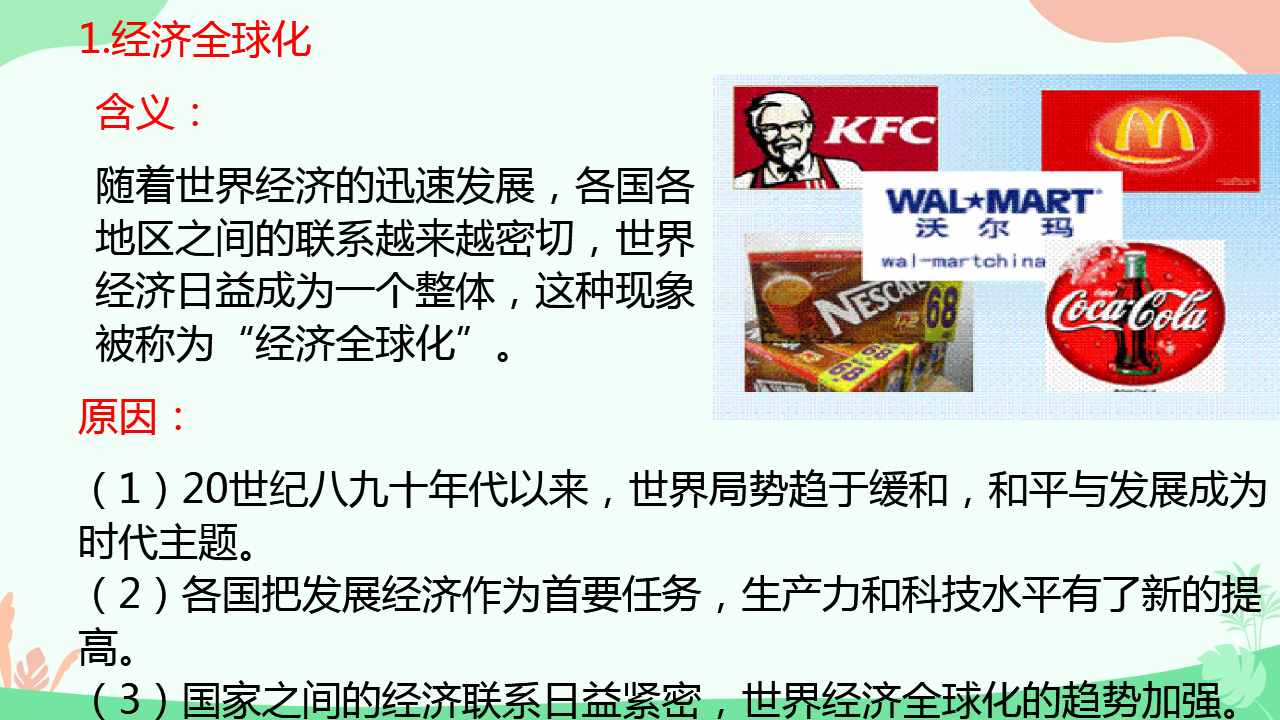 1.经济全球化
含义：
随着世界经济的迅速发展，各国各
地区之间的联系越来越密切，世界
经济日益成为一个整体，这种现象
被称为“经济全球化”。
KFC
WAL★MART
沃尔玛
wal-martchina
NESCAFÉ
68
68
68
Coca-Cola
原因：
（1）20世纪八九十年代以来，世界局势趋于缓和，和平与发展成为
时代主题。
（2）各国把发展经济作为首要任务，生产力和科技水平有了新的提
高。
（3）国家之间的经济联系日益紧密，世界经济全球化的趋势加强。